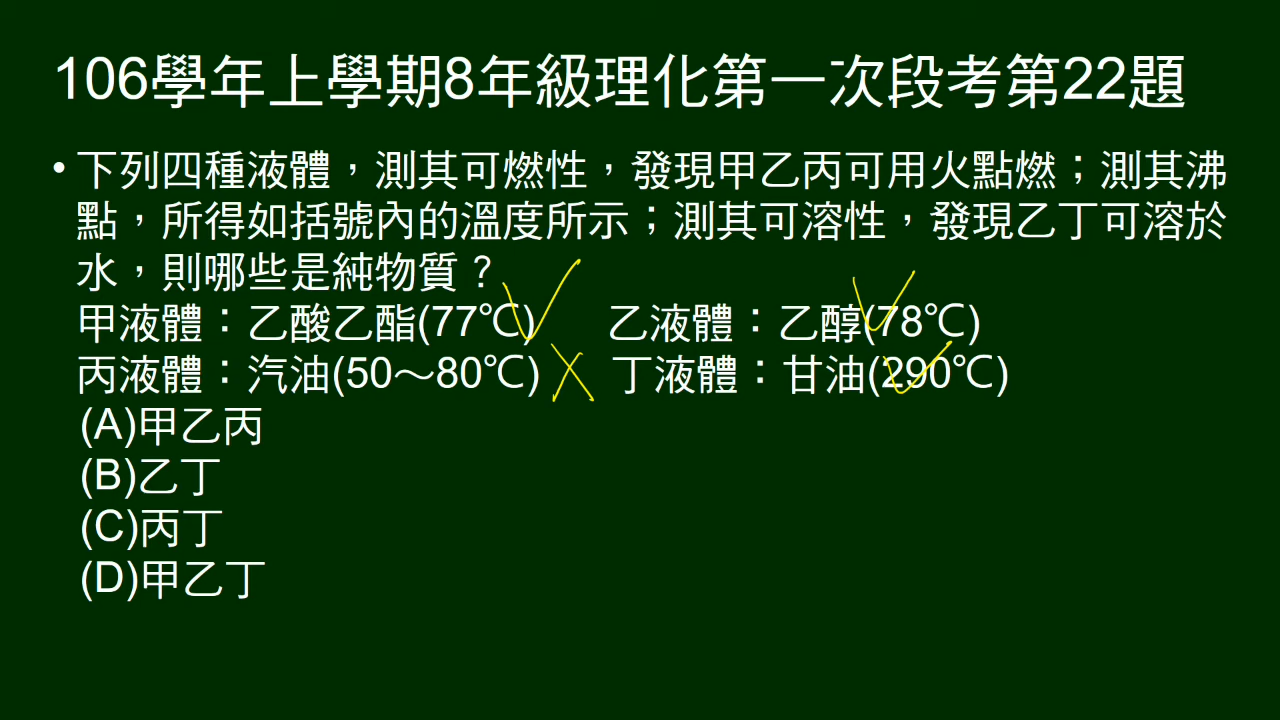 106學年上學期8年級理化第一次段考第22題
• 下列四種液體，測其可燃性，發現甲乙丙可用火點燃；測其沸
點，所得如括號內的溫度所示；測其可溶性，發現乙丁可溶於
水，則哪些是純物質？
甲液體：乙酸乙酯(77℃) 乙液體：乙醇(78℃)
丙液體：汽油(50～80℃) 丁液體：甘油(290℃)
(A)甲乙丙
(B)乙丁
(C)丙丁
(D)甲乙丁